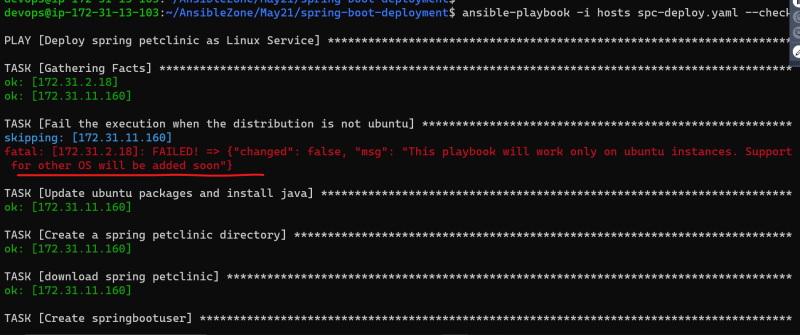 devops@ip-172-31-13-103:~/AnsibleZone/May21/spring-boot-deployment$
devops@ip-172-31-13-103:~/AnsibleZone/May21/spring-boot-deployment$ ansible-playbook -i hosts spc-deploy.yaml --check
PLAY [Deploy spring petclinic as Linux Service] **********************************************************************
TASK [Gathering Facts] ***********************************************************************************************
ok: [172.31.2.18]
ok: [172.31.11.160]
TASK [Fail the execution when the distribution is not ubuntu] ********************************************************
skipping: [172.31.11.160]
fatal: [172.31.2.18]: FAILED! => {"changed": false, "msg": "This playbook will work only on ubuntu instances. Support
for other OS will be added soon"}
TASK [Update ubuntu packages and install java] ***********************************************************************
ok: [172.31.11.160]
TASK [Create a spring petclinic directory] ***************************************************************************
ok: [172.31.11.160]
TASK [download spring petclinic] *************************************************************************************
ok: [172.31.11.160]
TASK [Create springbootuser] *****************************************************************************************